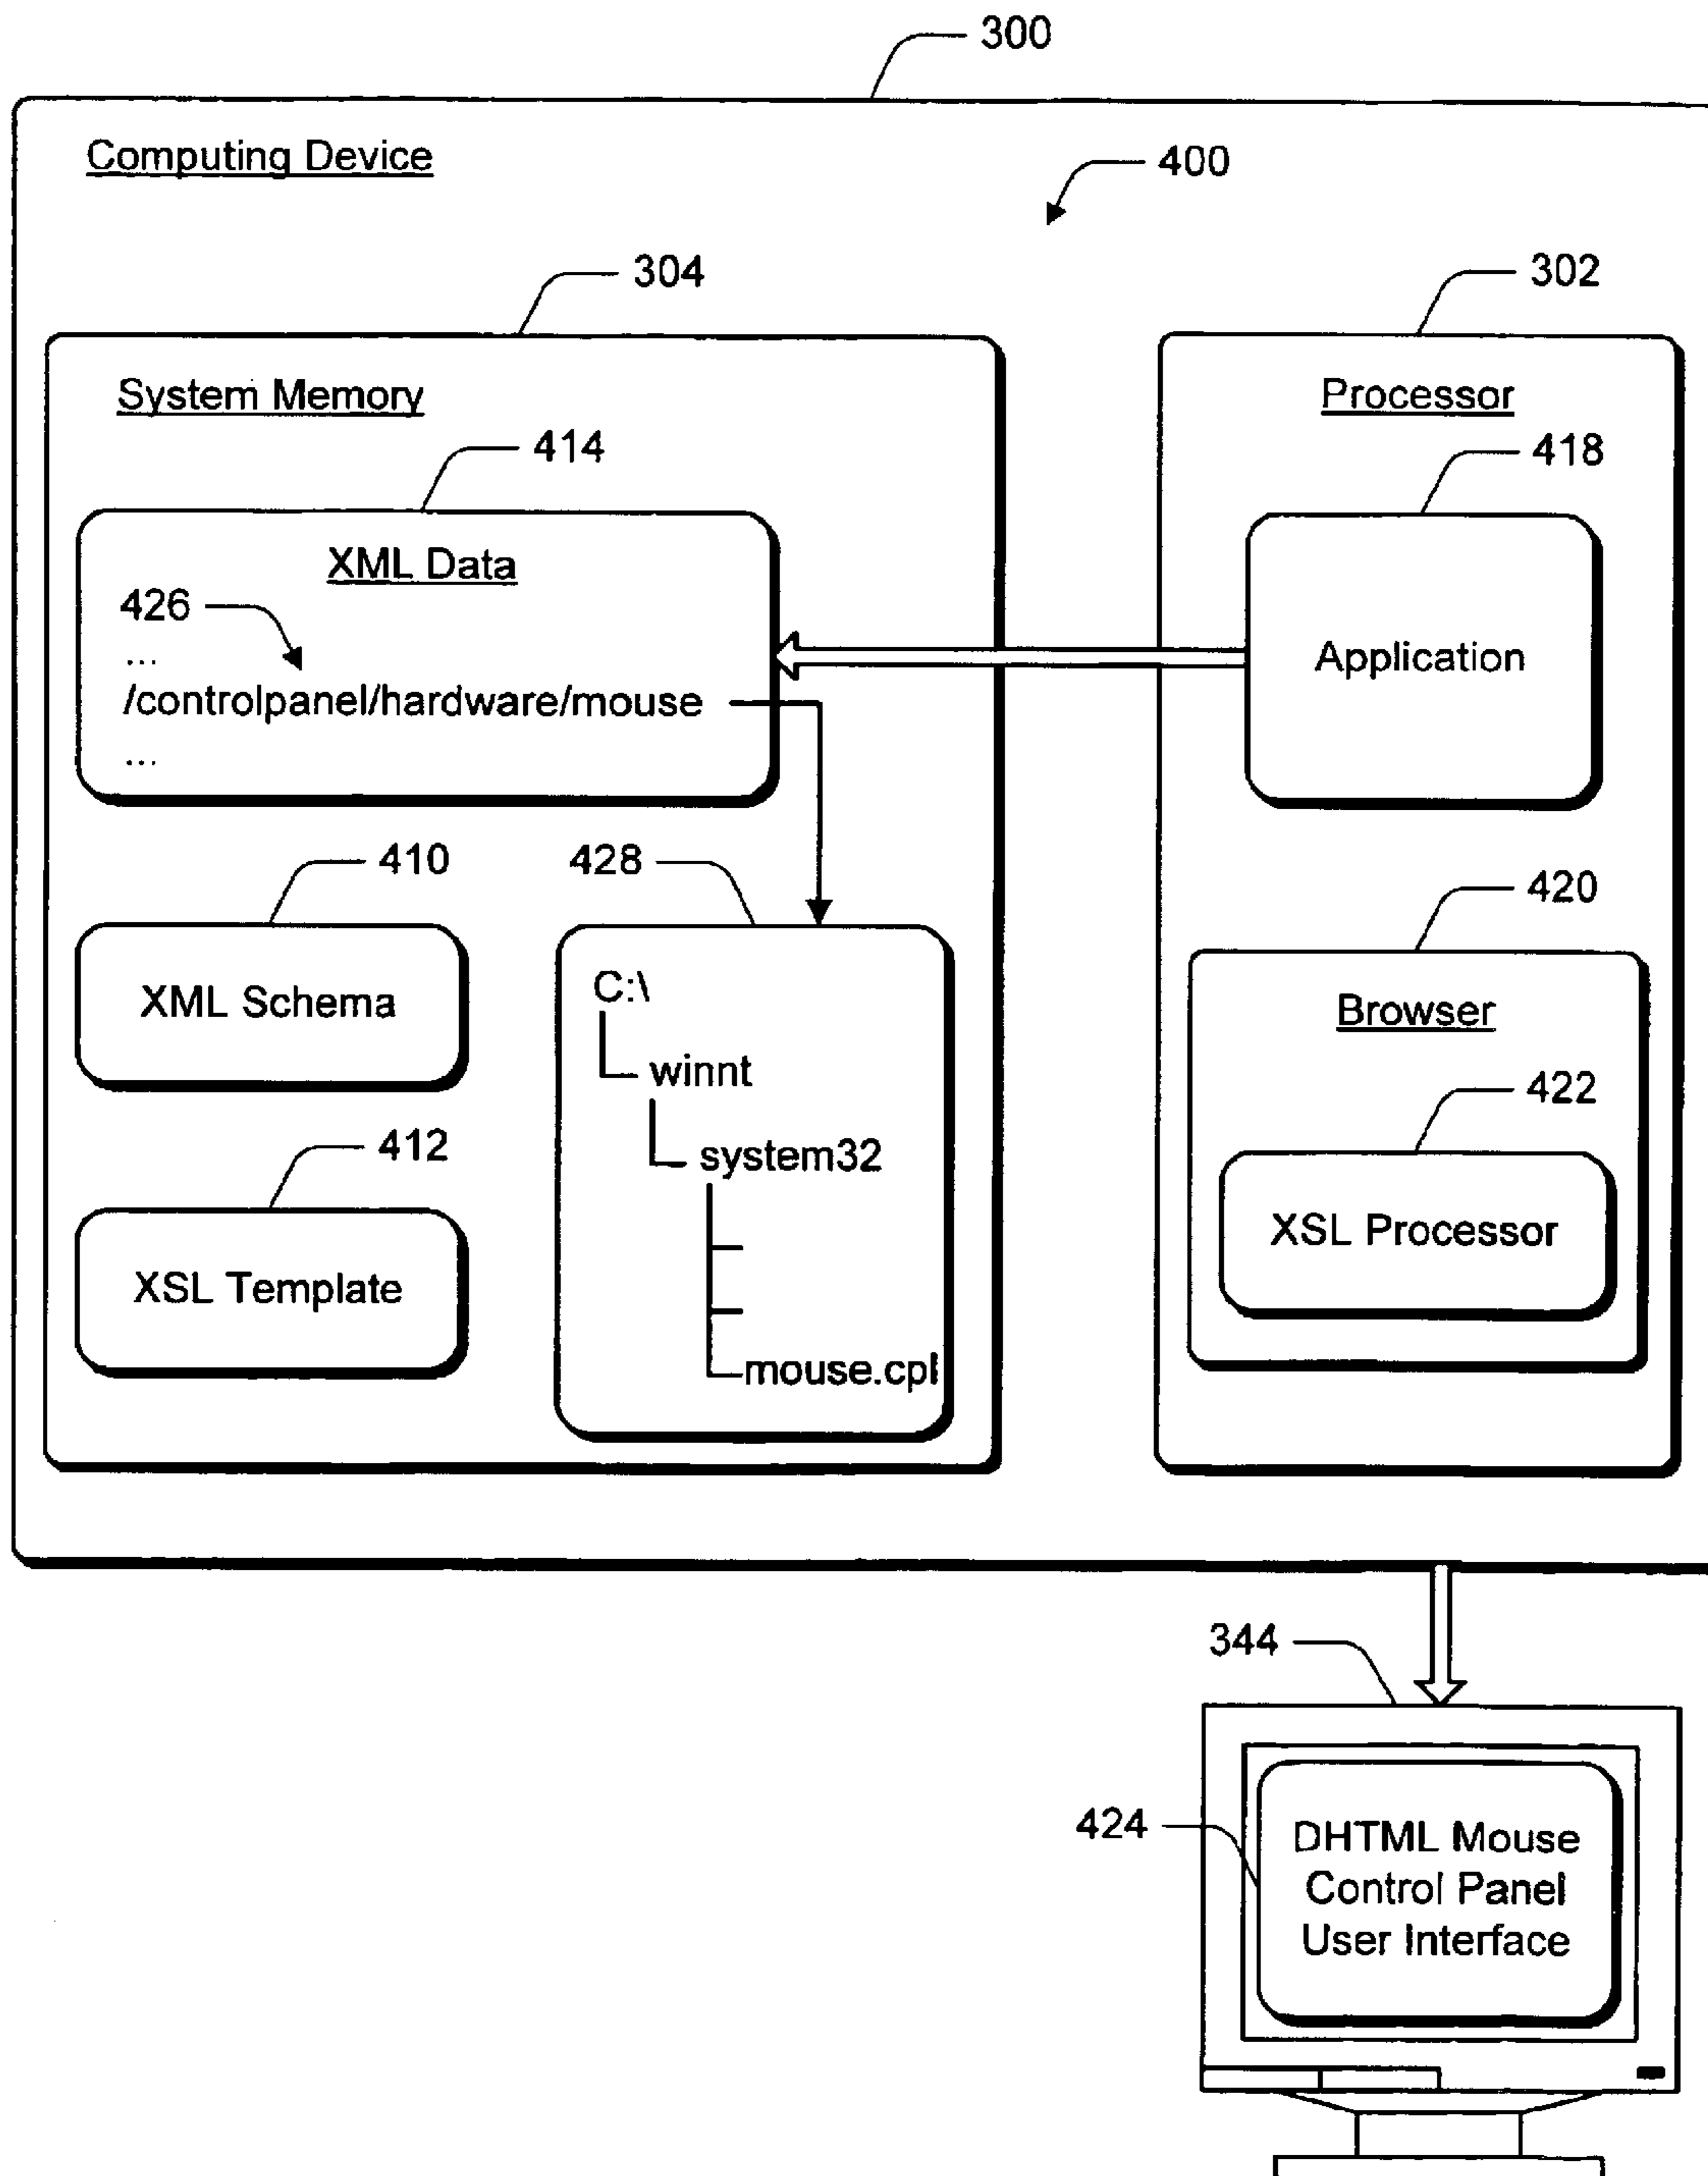 300
Computing Device
400
304
302
System Memory
Processor
414
418
XML Data
426
...
/controlpanel/hardware/mouse
...
Application
410
428
420
XML Schema
C:\
winnt
system32
mouse.cpl
Browser
412
422
XSL Template
XSL Processor
344
424
DHTML Mouse
Control Panel
User Interface